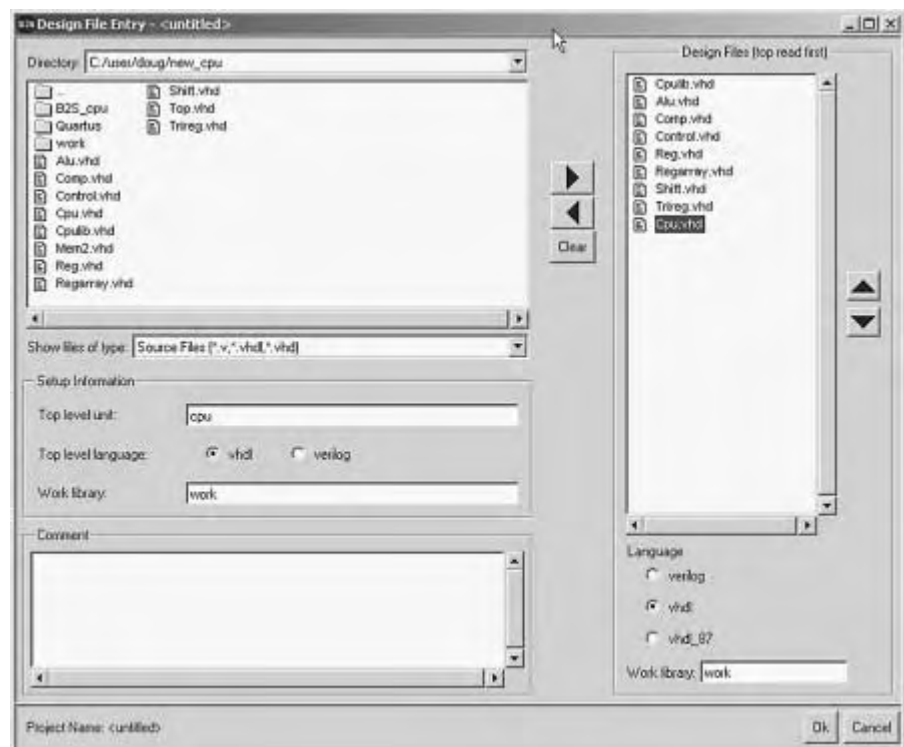 Design File Entry - <untitled>
Directory: C:/user/doug/new_cpu
..
B2S_cpu
Quartus
work
Alu.vhd
Comp.vhd
Control.vhd
Cpu.vhd
Cpulib.vhd
Mem2.vhd
Reg.vhd
Regarray.vhd
Shift.vhd
Top.vhd
Trireg.vhd
Show files of type: Source Files (*.v,*.vhdl,*.vhd)
Setup Information
Top level unit: cpu
Top level language: vhdl verilog
Work library: work
Comment
Clear
Design Files (top read first)
Cpulib.vhd
Alu.vhd
Comp.vhd
Control.vhd
Reg.vhd
Regarray.vhd
Shift.vhd
Trireg.vhd
Cpu.vhd
Language
verilog
vhdl
vhdl_87
Work library: work
Project Name: <untitled>
Ok Cancel